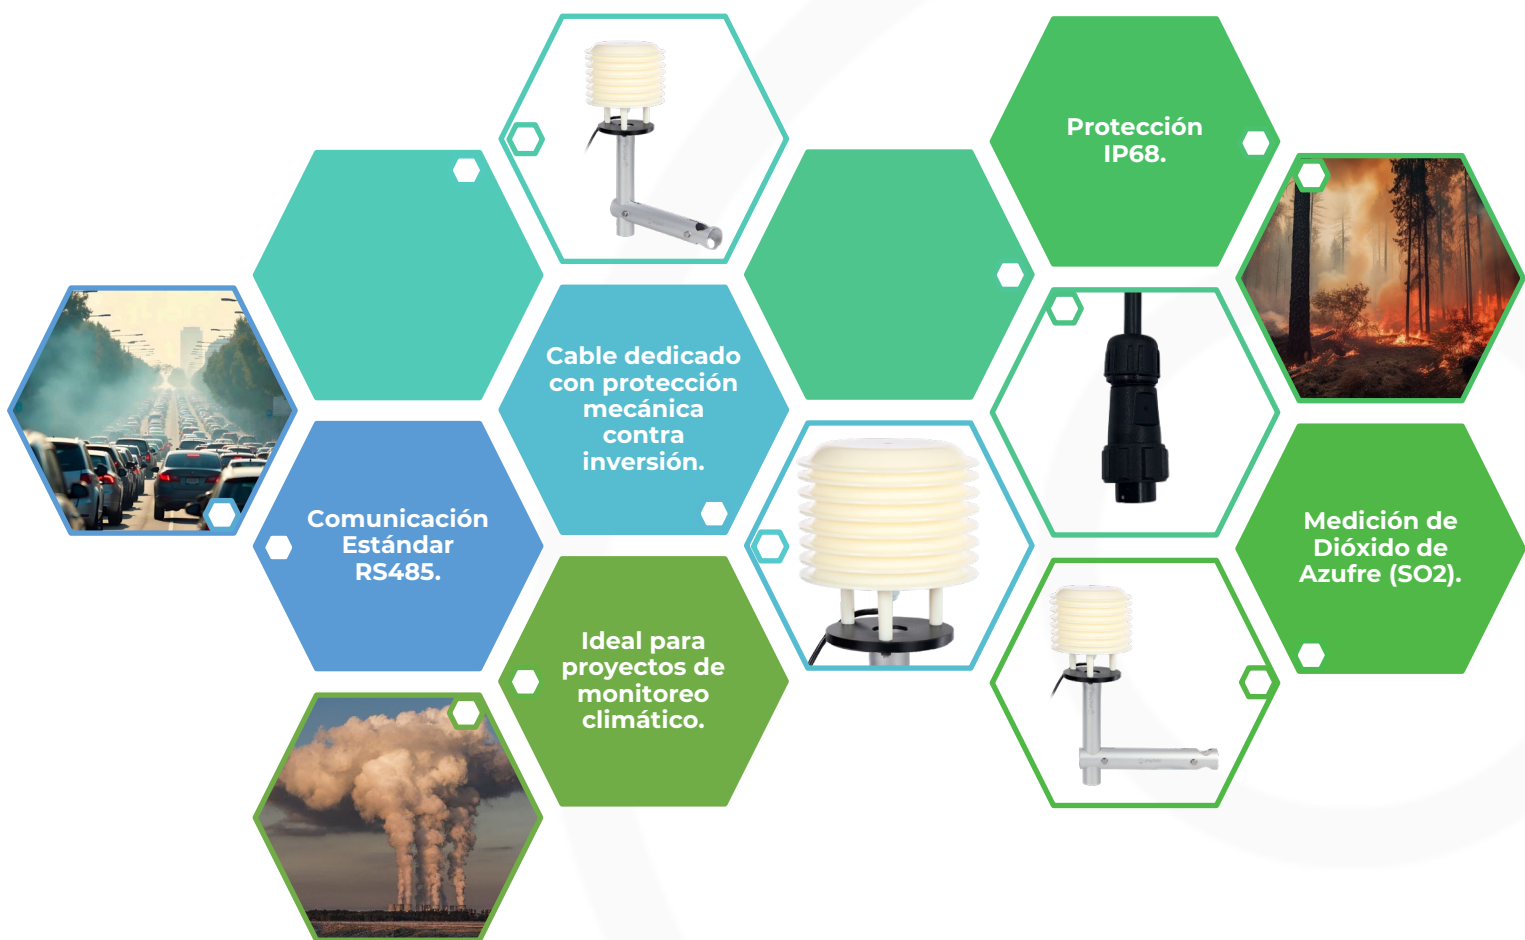 Protección
IP68.
Cable dedicado
con protección
mecánica
contra
inversión.
Comunicación
Estándar
RS485.
Medición de
Dióxido de
Azufre (SO2).
Ideal para
proyectos de
monitoreo
climático.